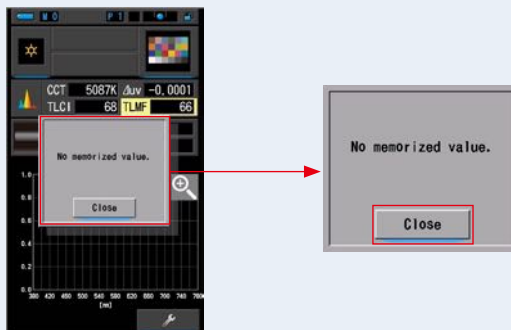 M 0 P 1
CCT 5087K Δuv -0.0001
TLCI 68 TLMF 66
No memorized value.
Close
1.0
0.8
0.6
0.4
0.2
0.0
380 420 460 500 540 580 620 660 700 740 780
[nm]
No memorized value.
Close